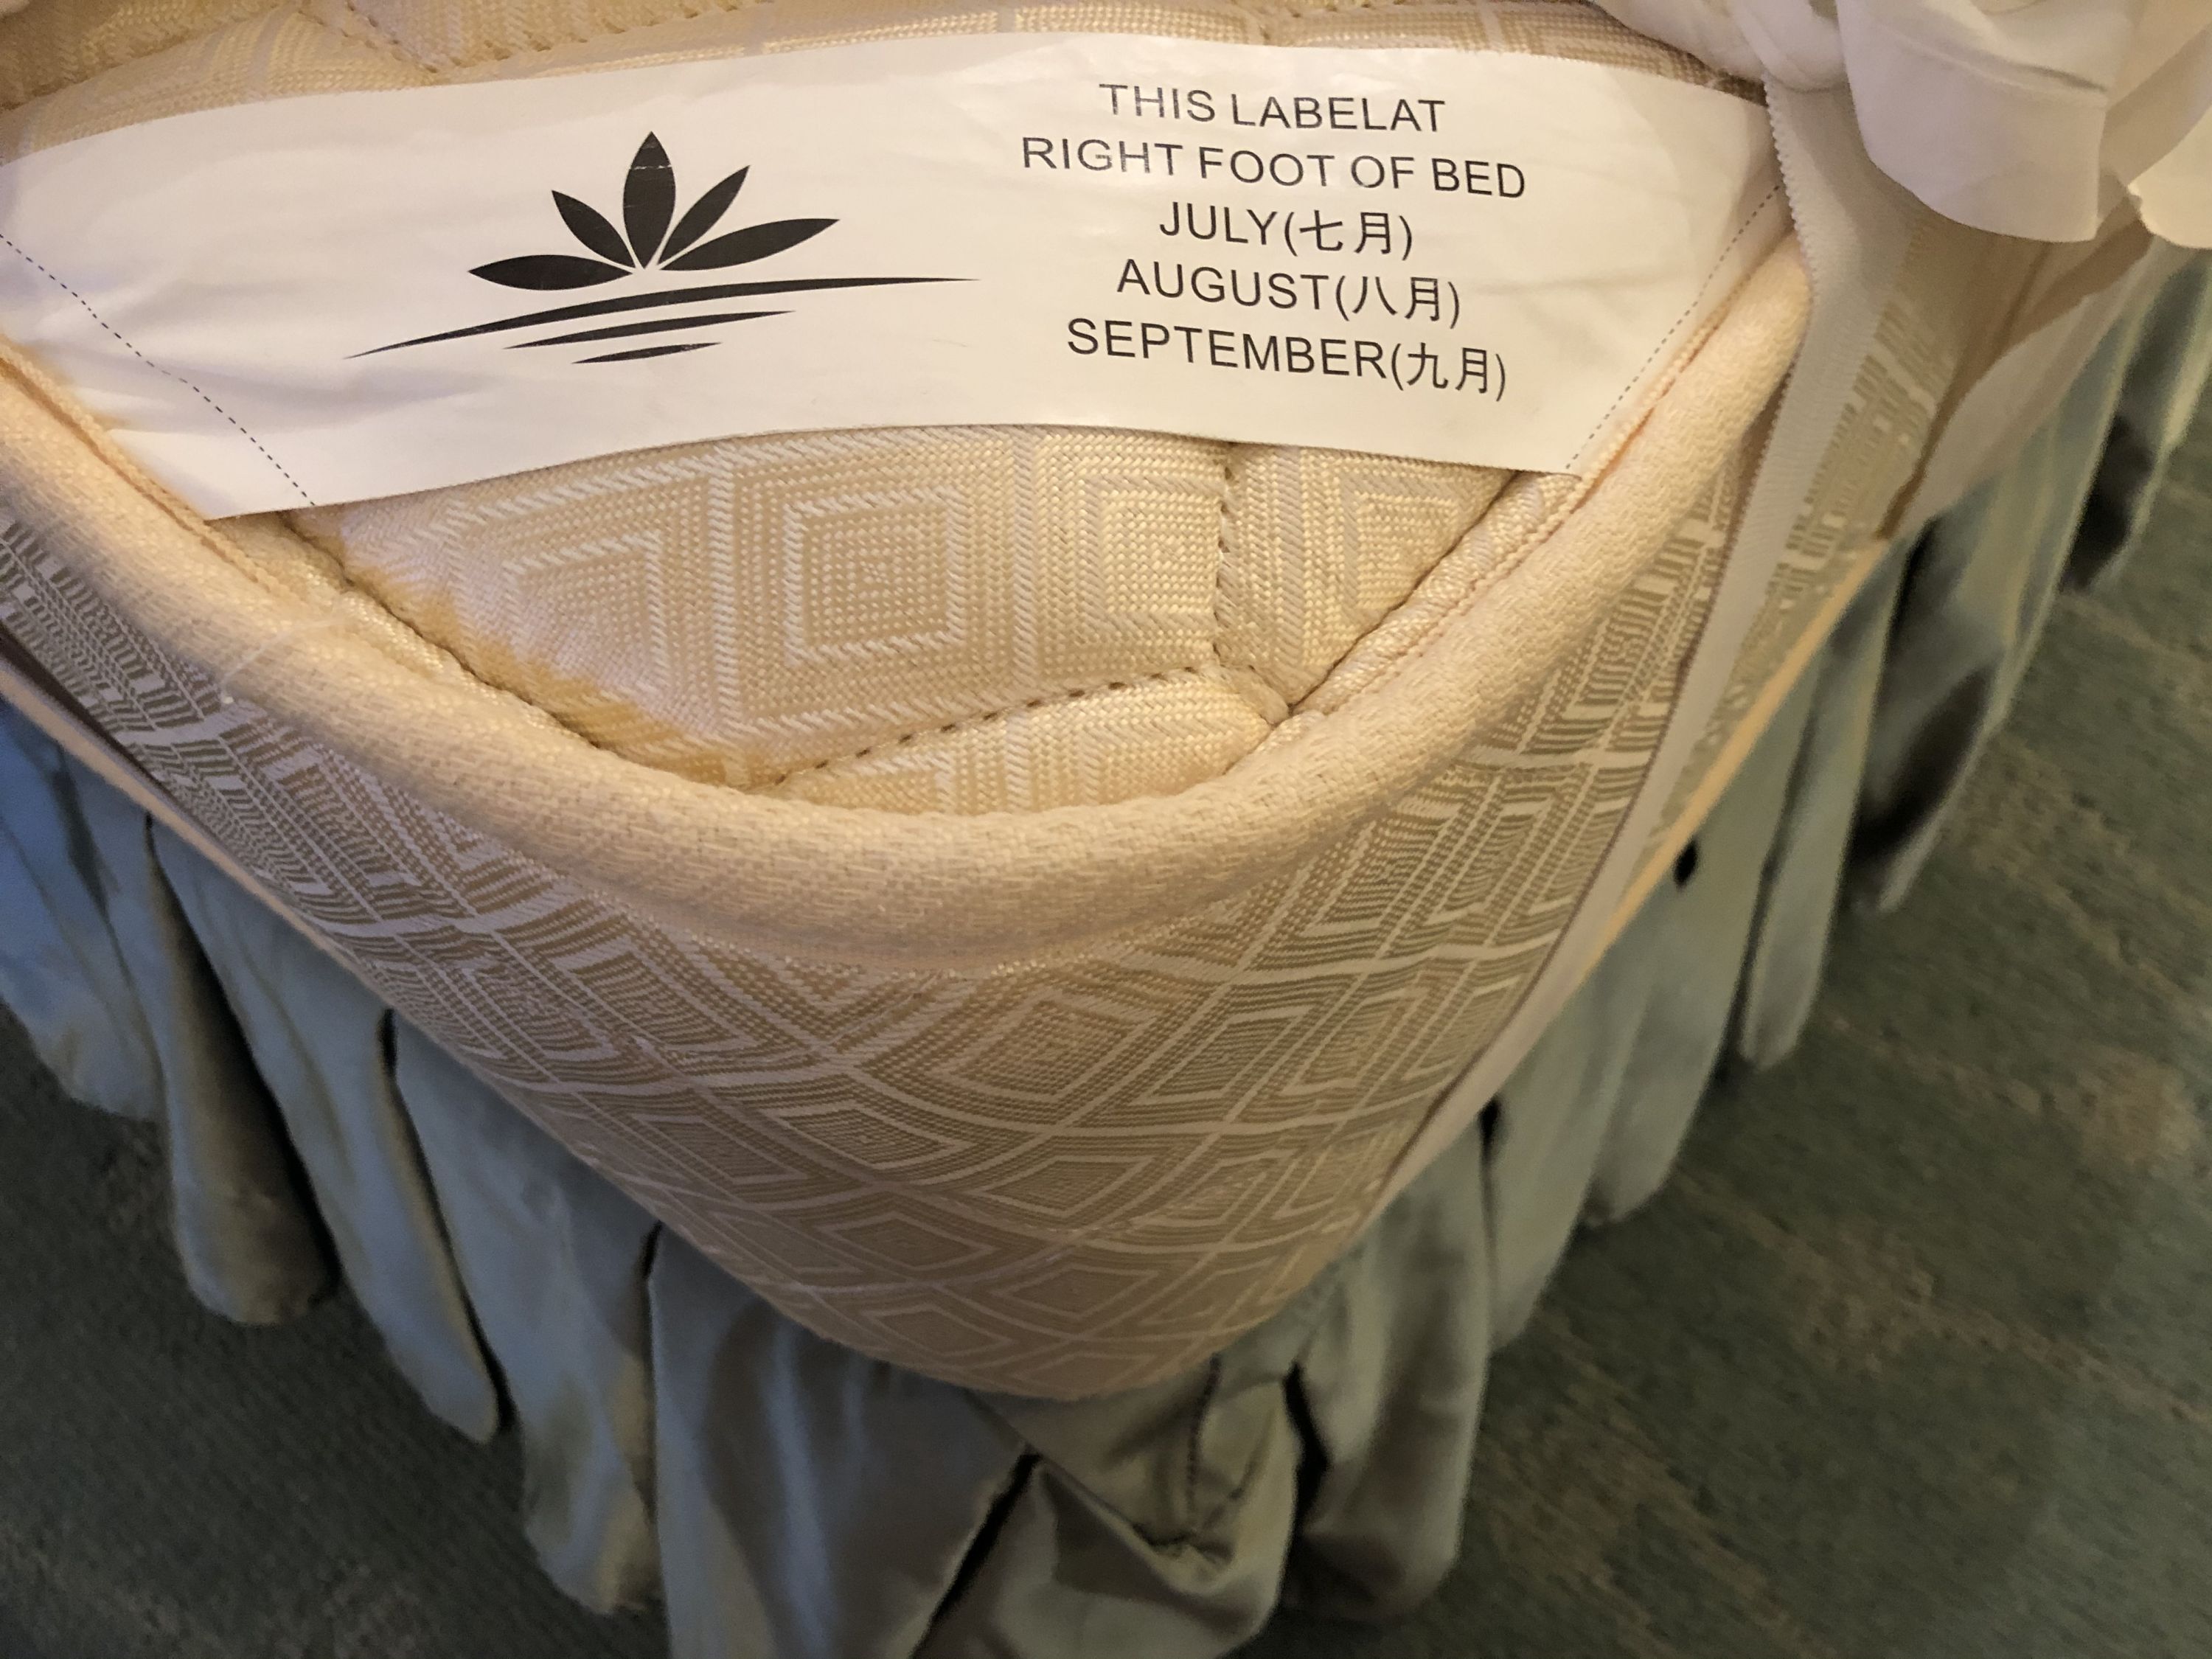 THIS LABELAT
RIGHT FOOT OF BED
JULY(七月)
AUGUST(八月)
SEPTEMBER(九月)